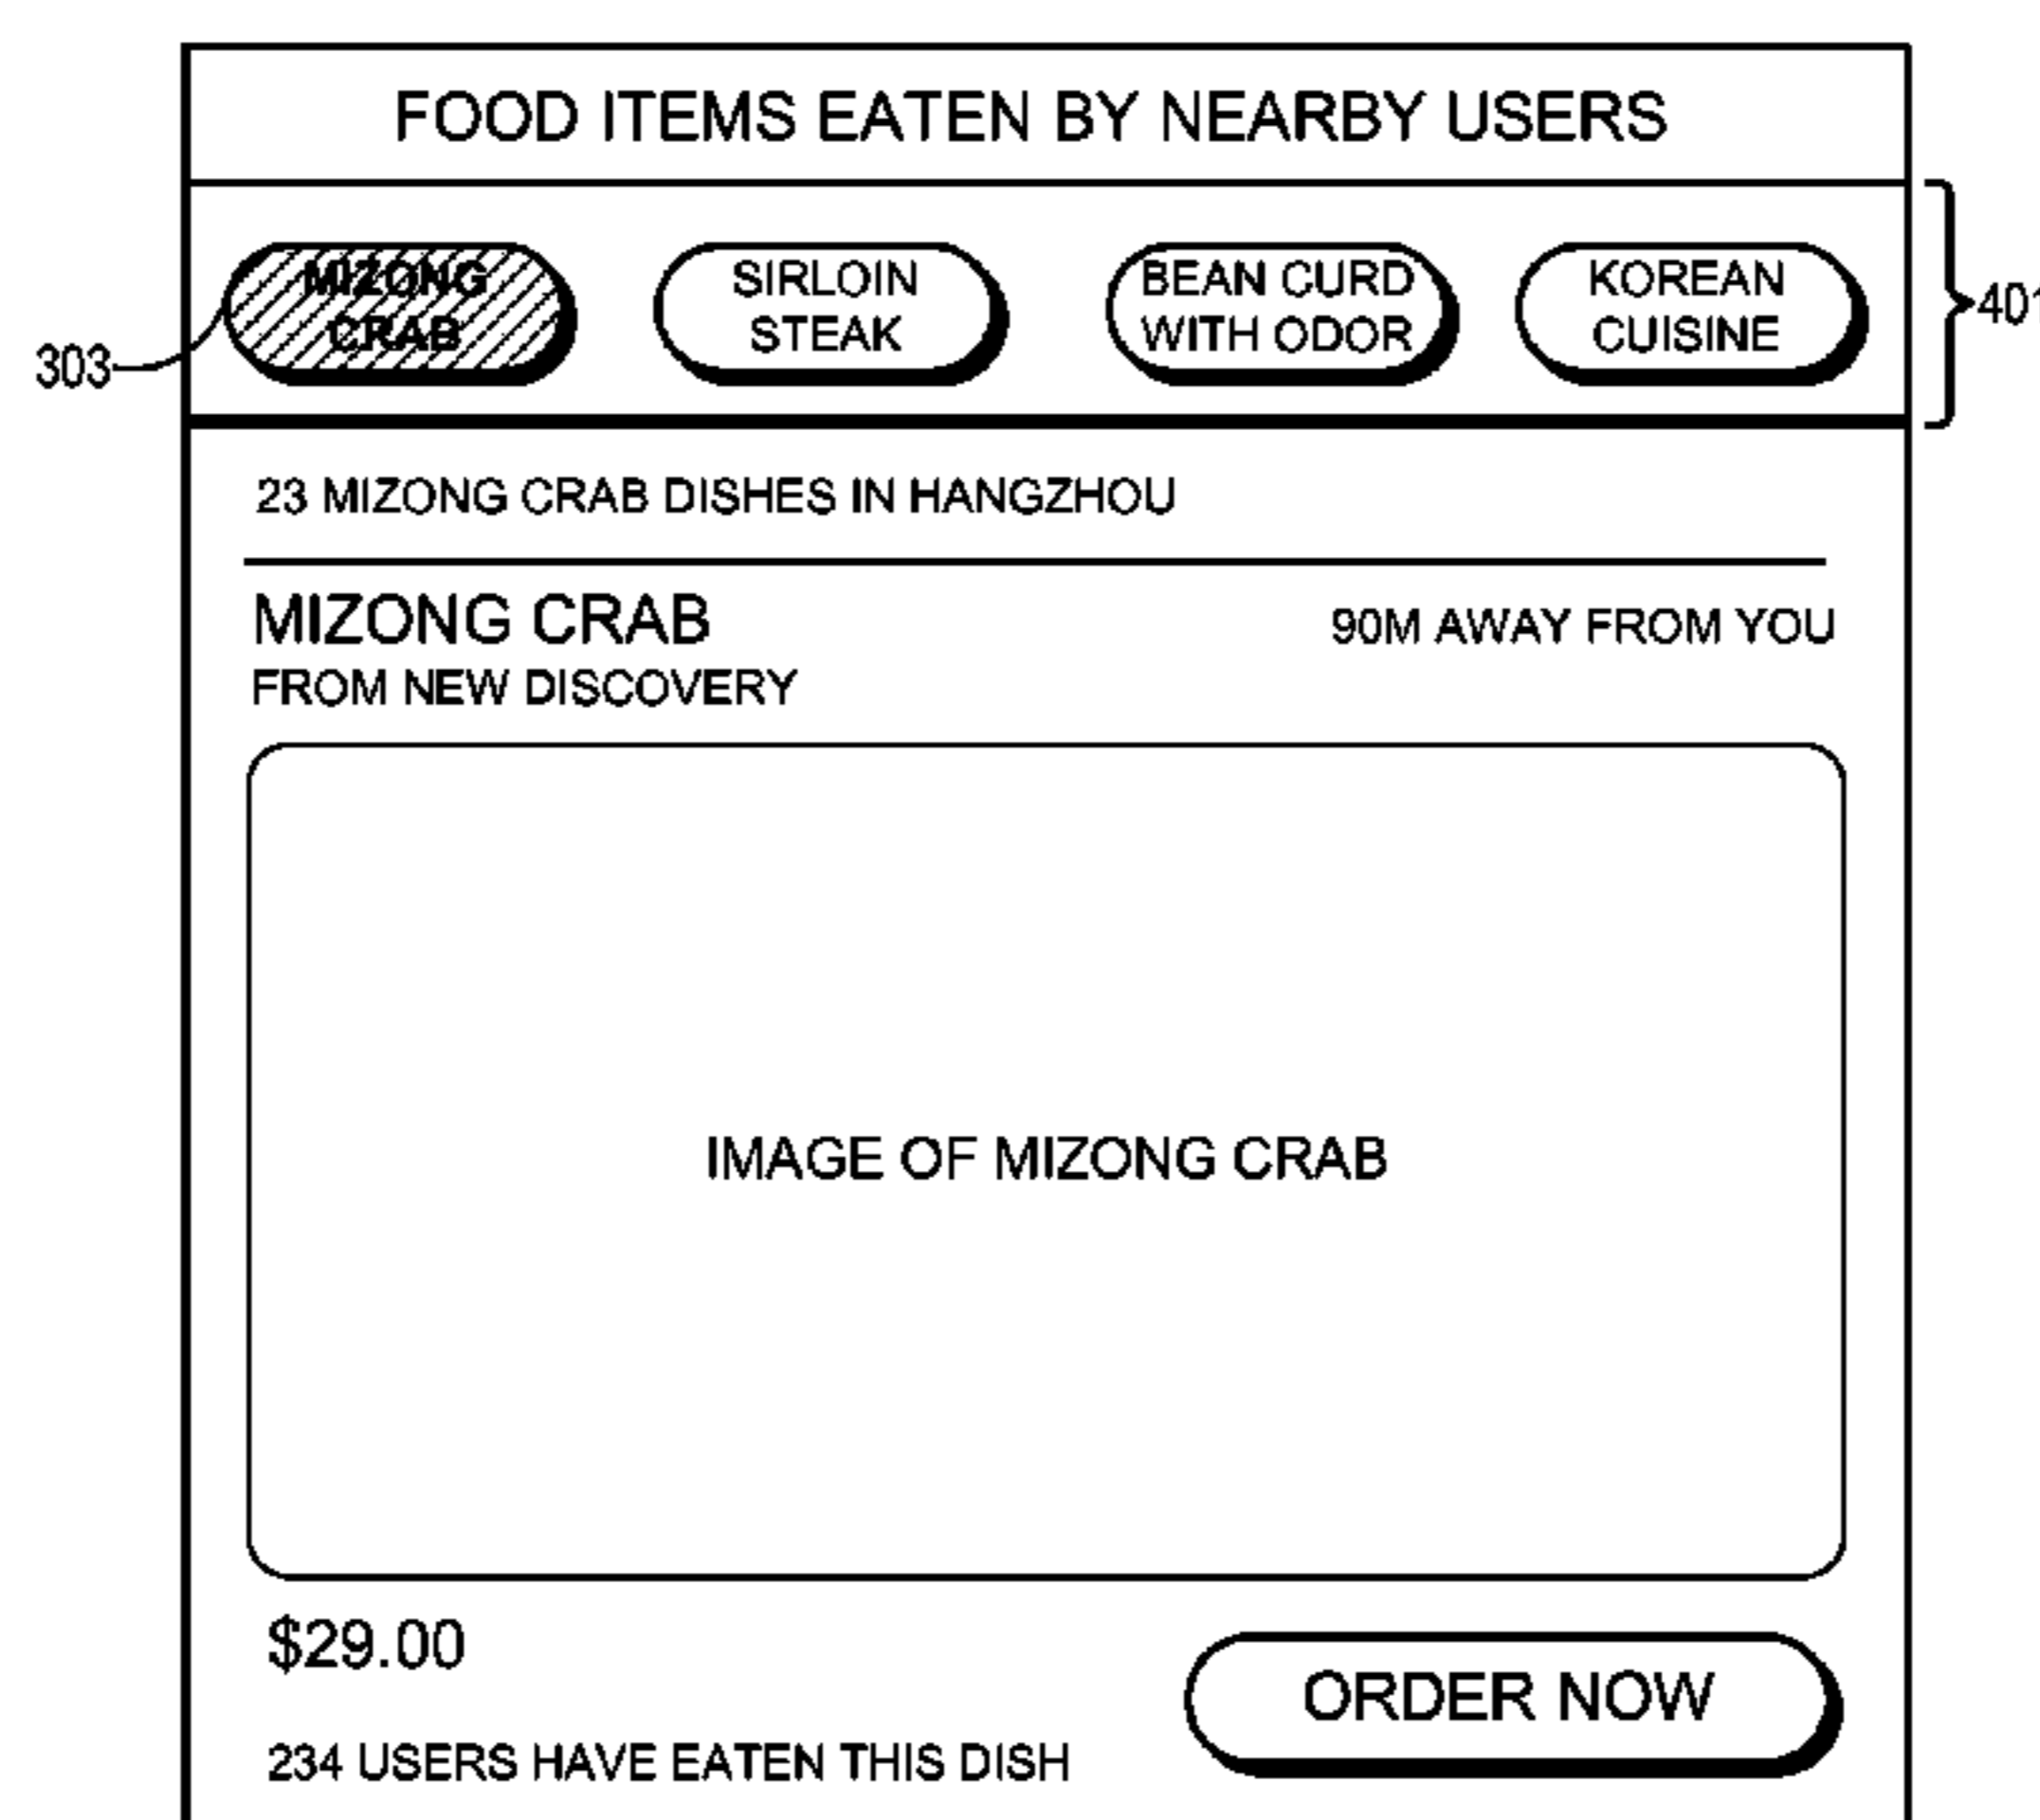 FOOD ITEMS EATEN BY NEARBY USERS
MIZONG
CRAB
SIRLOIN
STEAK
BEAN CURD
WITH ODOR
KOREAN
CUISINE
401
303
23 MIZONG CRAB DISHES IN HANGZHOU
MIZONG CRAB
90M AWAY FROM YOU
FROM NEW DISCOVERY
IMAGE OF MIZONG CRAB
$29.00
ORDER NOW
234 USERS HAVE EATEN THIS DISH